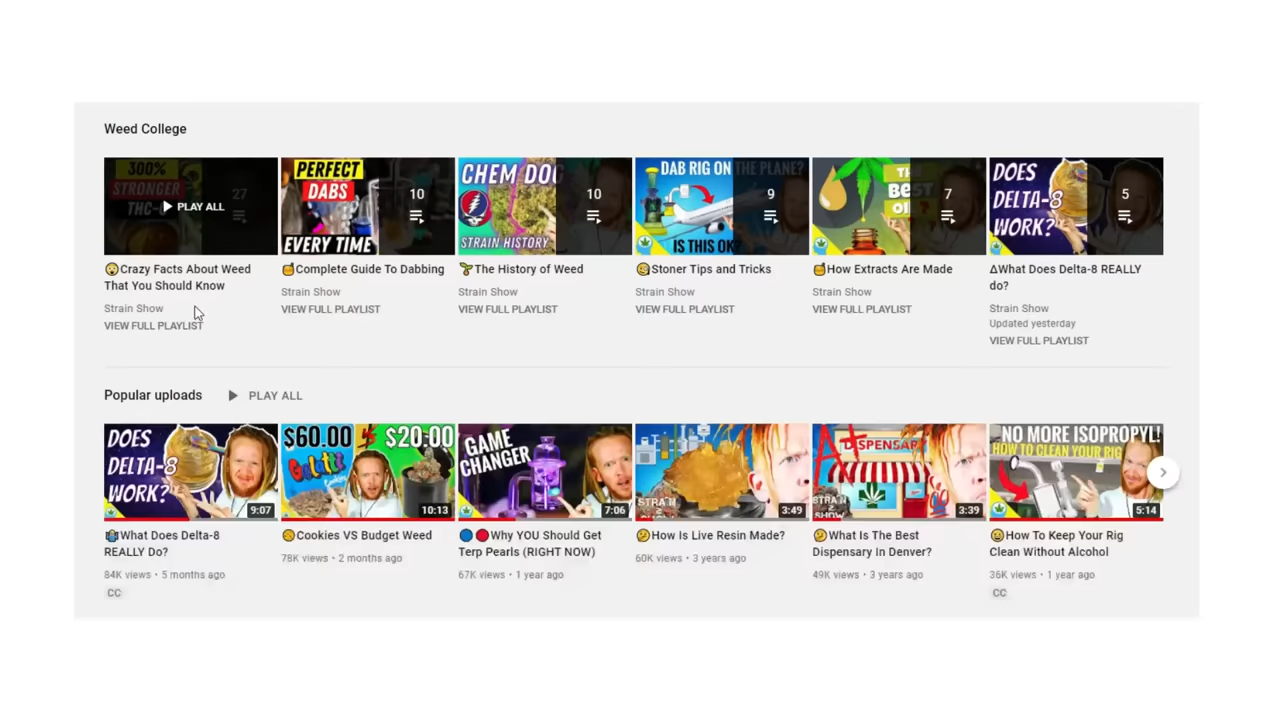 Weed College
300%
STRONGER
THC-
27
PLAY ALL
PERFECT
DABS
EVERY TIME
10
CHEM DOG
STRAIN HISTORY
10
DAB RIG ON THE PLANE?
IS THIS OK?
9
THE
BEST
OI
7
DOES
DELTA-8
WORK?
5
😮Crazy Facts About Weed
That You Should Know
Strain Show
VIEW FULL PLAYLIST
🍯Complete Guide To Dabbing
Strain Show
VIEW FULL PLAYLIST
The History of Weed
Strain Show
VIEW FULL PLAYLIST
Stoner Tips and Tricks
Strain Show
VIEW FULL PLAYLIST
🍯How Extracts Are Made
Strain Show
VIEW FULL PLAYLIST
ΔWhat Does Delta-8 REALLY
do?
Strain Show
Updated yesterday
VIEW FULL PLAYLIST
Popular uploads
PLAY ALL
DOES
DELTA-8
WORK?
9:07
$60.00 VS $20.00
10:13
GAME
CHANGER
7:06
STRAIN
SHOW
3:49
A+
DISPENSARY
STRAIN
SHOW
3:39
NO MORE ISOPROPYL!
HOW TO CLEAN YOUR RIG
5:14
What Does Delta-8
REALLY Do?
84K views • 5 months ago
CC
Cookies VS Budget Weed
78K views • 2 months ago
🔵🔴Why YOU Should Get
Terp Pearls (RIGHT NOW)
67K views • 1 year ago
🤔How Is Live Resin Made?
60K views • 3 years ago
🤔What Is The Best
Dispensary In Denver?
49K views • 3 years ago
How To Keep Your Rig
Clean Without Alcohol
36K views • 1 year ago
CC